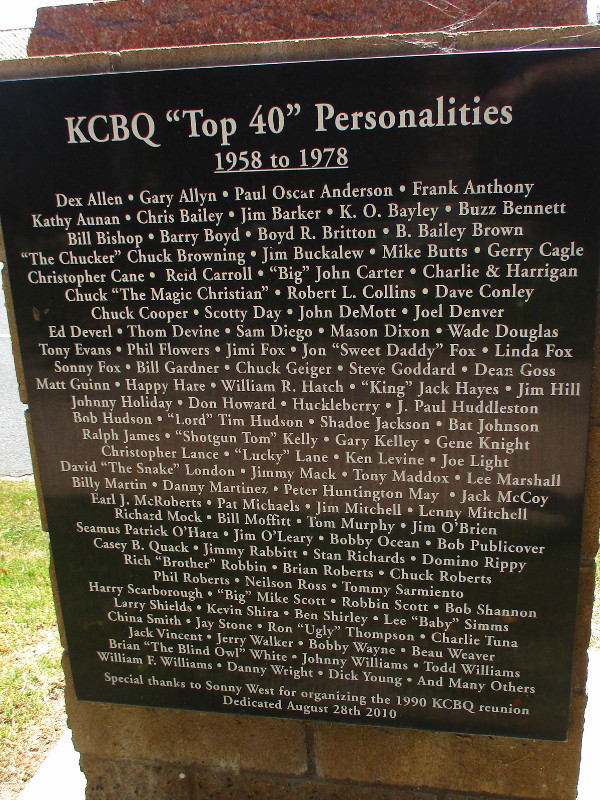 KCBQ “Top 40” Personalities
1958 to 1978
Dex Allen • Gary Allyn • Paul Oscar Anderson • Frank Anthony
Kathy Aunan • Chris Bailey • Jim Barker • K. O. Bayley • Buzz Bennett
Bill Bishop • Barry Boyd • Boyd R. Britton • B. Bailey Brown
“The Chucker” Chuck Browning • Jim Buckalew • Mike Butts • Gerry Cagle
Christopher Cane • Reid Carroll • “Big” John Carter • Charlie & Harrigan
Chuck “The Magic Christian” • Robert L. Collins • Dave Conley
Chuck Cooper • Scotty Day • John DeMott • Joel Denver
Ed Deverl • Thom Devine • Sam Diego • Mason Dixon • Wade Douglas
Tony Evans • Phil Flowers • Jimi Fox • Jon “Sweet Daddy” Fox • Linda Fox
Sonny Fox • Bill Gardner • Chuck Geiger • Steve Goddard • Dean Goss
Matt Guinn • Happy Hare • William R. Hatch • “King” Jack Hayes • Jim Hill
Johnny Holiday • Don Howard • Huckleberry • J. Paul Huddleston
Bob Hudson • “Lord” Tim Hudson • Shadoe Jackson • Bat Johnson
Ralph James • “Shotgun Tom” Kelly • Gary Kelley • Gene Knight
Christopher Lance • “Lucky” Lane • Ken Levine • Joe Light
David “The Snake” London • Jimmy Mack • Tony Maddox • Lee Marshall
Billy Martin • Danny Martinez • Peter Huntington May • Jack McCoy
Earl J. McRoberts • Pat Michaels • Jim Mitchell • Lenny Mitchell
Richard Mock • Bill Moffitt • Tom Murphy • Jim O’Brien
Seamus Patrick O’Hara • Jim O’Leary • Bobby Ocean • Bob Publicover
Casey B. Quack • Jimmy Rabbitt • Stan Richards • Domino Rippy
Rich “Brother” Robbin • Brian Roberts • Chuck Roberts
Phil Roberts • Neilson Ross • Tommy Sarmiento
Harry Scarborough • “Big” Mike Scott • Robbin Scott • Bob Shannon
Larry Shields • Kevin Shira • Ben Shirley • Lee “Baby” Simms
China Smith • Jay Stone • Ron “Ugly” Thompson • Charlie Tuna
Jack Vincent • Jerry Walker • Bobby Wayne • Beau Weaver
Brian “The Blind Owl” White • Johnny Williams • Todd Williams
William F. Williams • Danny Wright • Dick Young • And Many Others
Special thanks to Sonny West for organizing the 1990 KCBQ reunion
Dedicated August 28th 2010